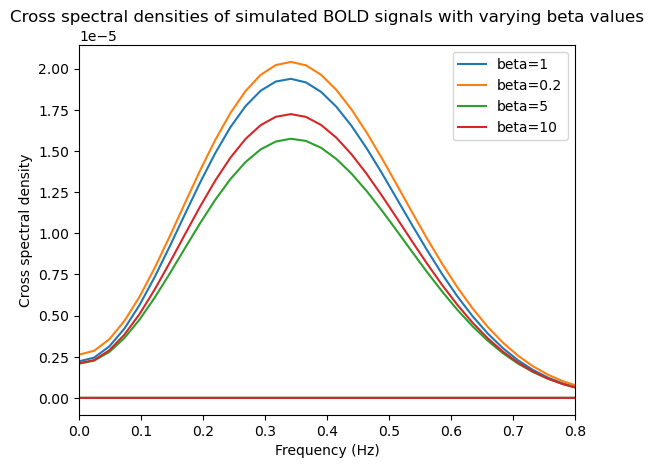 Cross spectral densities of simulated BOLD signals with varying beta values
1e−5
2.00
1.75
1.50
1.25
1.00
0.75
0.50
0.25
0.00
Cross spectral density
beta=1
beta=0.2
beta=5
beta=10
0.0 0.1 0.2 0.3 0.4 0.5 0.6 0.7 0.8
Frequency (Hz)